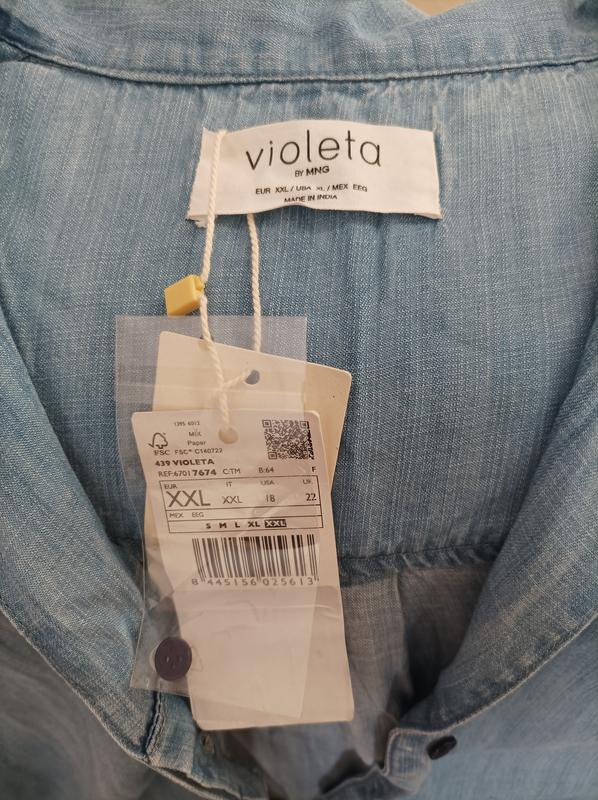 violeta
BY MNG
EUR XXL / USA XL / MEX EEG
MADE IN INDIA
1395 6012
MIX
Paper
FSC FSC® C140722
439 VIOLETA
REF:67017674 C:TM B:64 F
EUR IT USA UK
XXL XXL 18 22
MEX EEG
S M L XL XXL
8 445156 025613